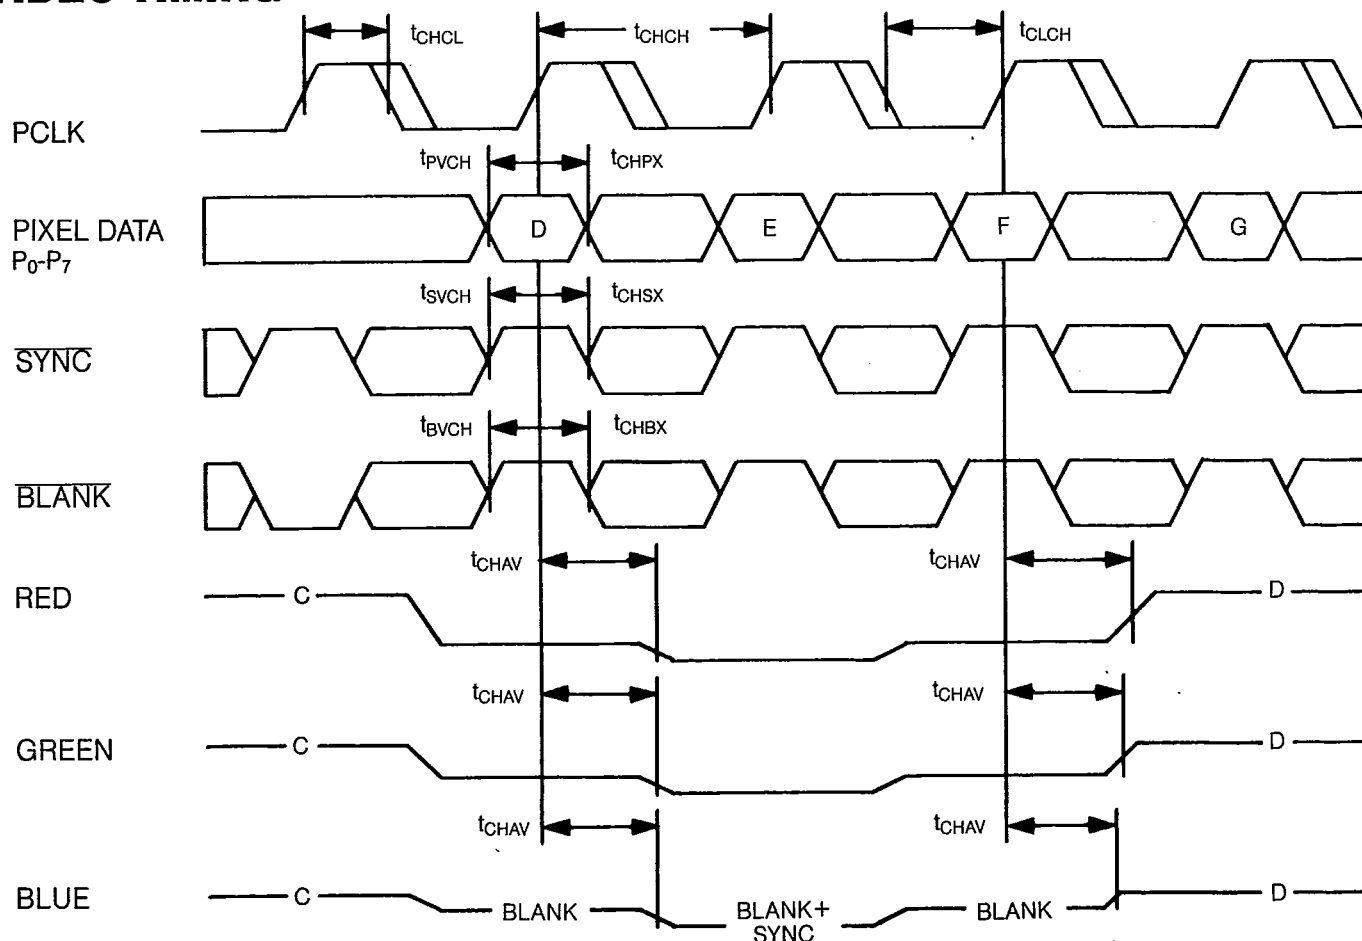 tCHCL tCHCH tCLCH
PCLK
tPVCH tCHPX
PIXEL DATA D E F G
P0-P7
tSVCH tCHSX
SYNC
tBVCH tCHBX
BLANK
tCHAV tCHAV
RED C D
tCHAV tCHAV
GREEN C D
tCHAV tCHAV
BLUE C BLANK BLANK+ BLANK D
SYNC